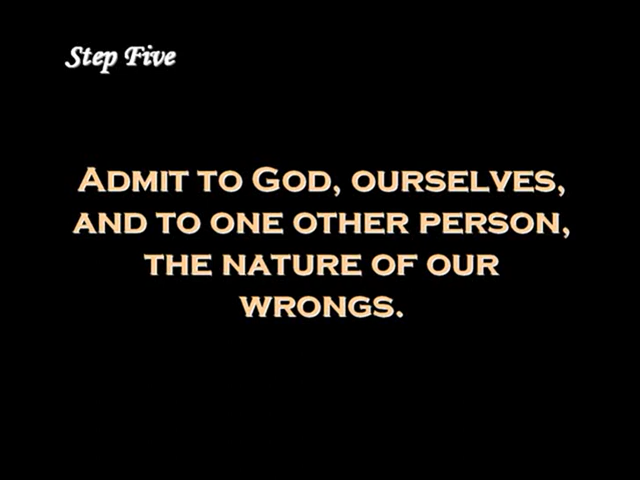 Step Five
Admit to God, ourselves,
and to one other person,
the nature of our
wrongs.